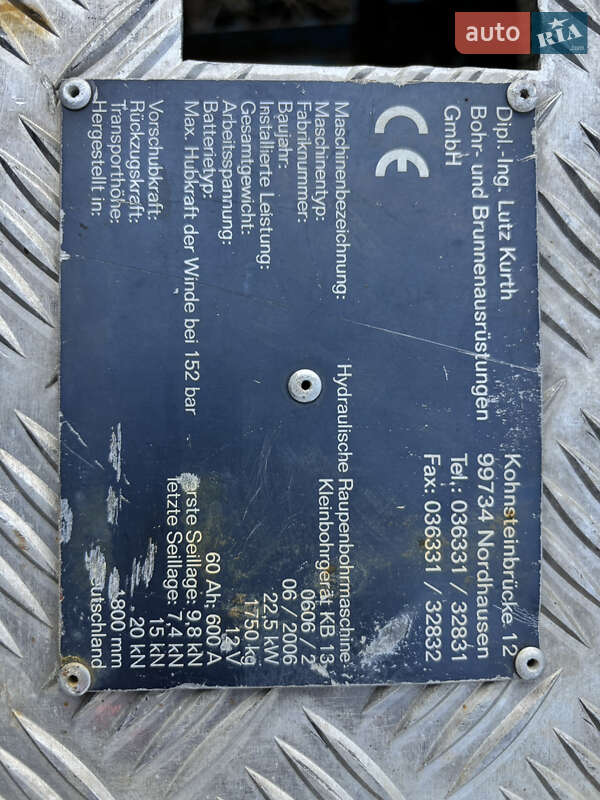 auto RIA.com
Dipl.-Ing. Lutz Kurth
Bohr- und Brunnenausrüstungen
GmbH
Kohnsteinbrücke 12
99734 Nordhausen
Tel.: 036331 / 32831
Fax: 036331 / 32832
CE
Maschinenbezeichnung: Hydraulische Raupenbohrmaschine
Maschinentyp: Kleinbohrgerät KB 13
Fabriknummer: 0606 / 2
Baujahr: 06 / 2006
Installierte Leistung: 22,5 kW
Gesamtgewicht: 1750 kg
Arbeitsspannung: 12 V
Batterietyp: 60 Ah; 600 A
Max. Hubkraft der Winde bei 152 bar erste Seillage: 9,8 kN
letzte Seillage: 7,4 kN
Vorschubkraft: 15 kN
Rückzugskraft: 20 kN
Transporthöhe: 1800 mm
Hergestellt in: Deutschland